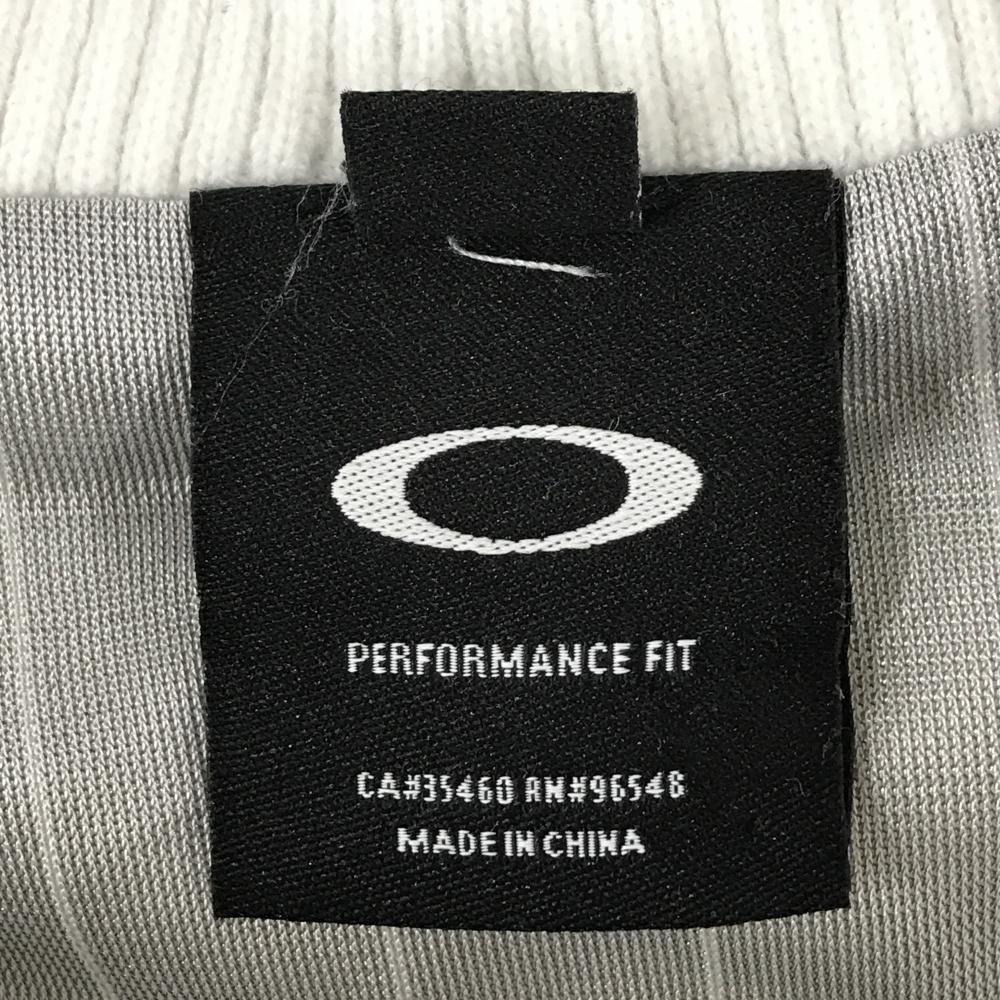 PERFORMANCE FIT
CA#35460 RN#96548
MADE IN CHINA